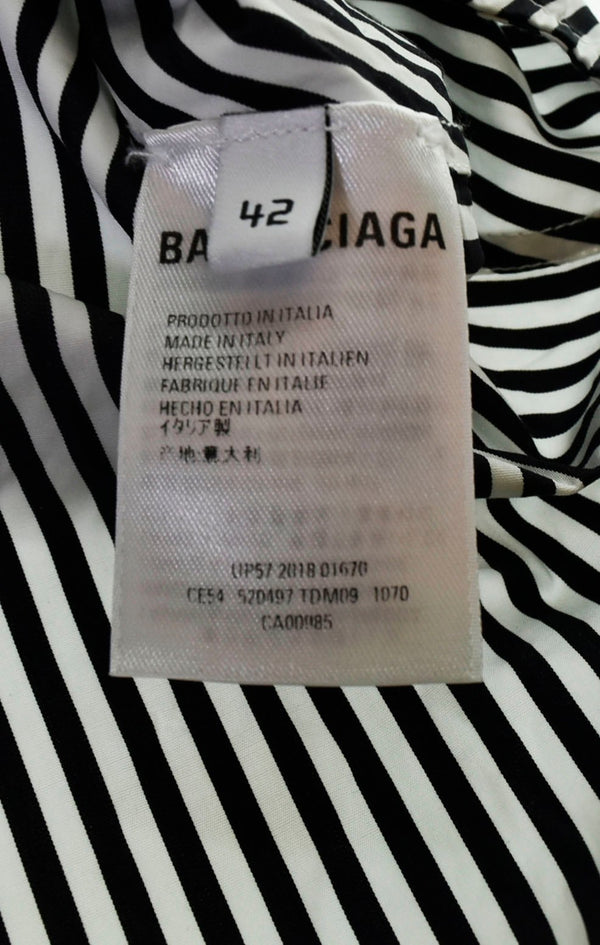 42
BA CIAGA
PRODOTTO IN ITALIA
MADE IN ITALY
HERGESTELLT IN ITALIEN
FABRIQUE EN ITALIE
HECHO EN ITALIA
イタリア製
产地:意大利
UP57 2018 01670
CE54 520497 TDM09 1070
CA00985